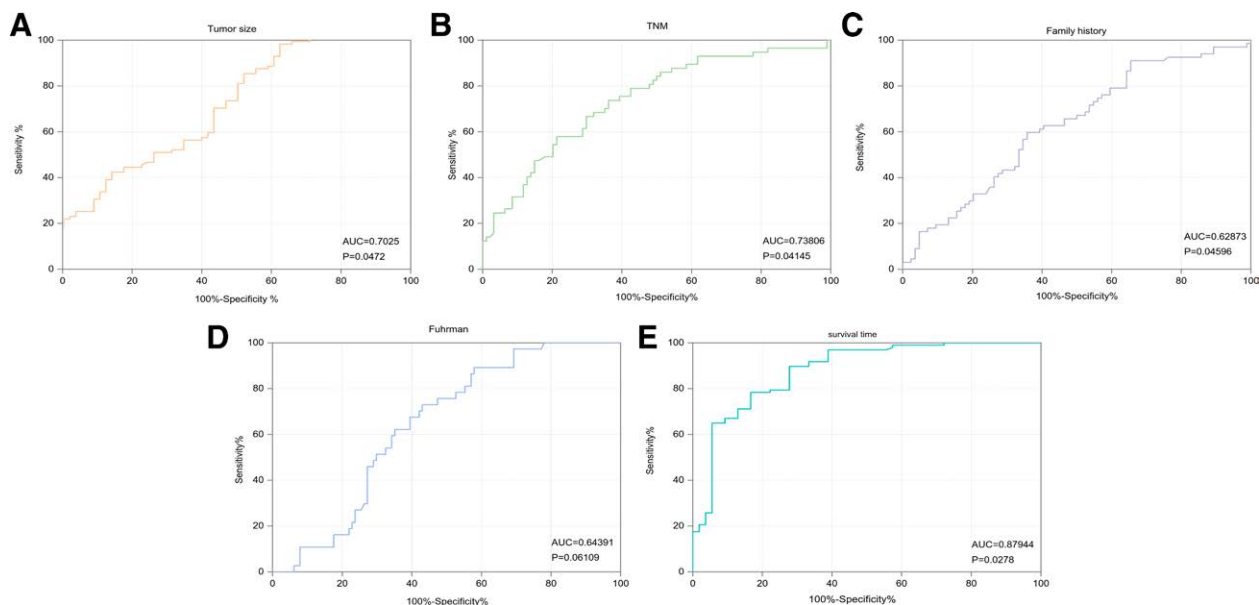 A
Tumor size
100
80
60
40
20
0
Sensitivity %
0 20 40 60 80 100
100%-Specificity %
AUC=0.7025
P=0.0472
B
TNM
100
80
60
40
20
0
Sensitivity %
0 20 40 60 80 100
100%-Specificity%
AUC=0.73806
P=0.04145
C
Family history
100
80
60
40
20
0
Sensitivity %
0 20 40 60 80 100
100%-Specificity%
AUC=0.62873
P=0.04596
D
Fuhrman
100
80
60
40
20
0
Sensitivity%
0 20 40 60 80 100
100%-Specificity%
AUC=0.64391
P=0.06109
E
survival time
100
80
60
40
20
0
Sensitivity%
0 20 40 60 80 100
100%-Specificity%
AUC=0.87944
P=0.0278